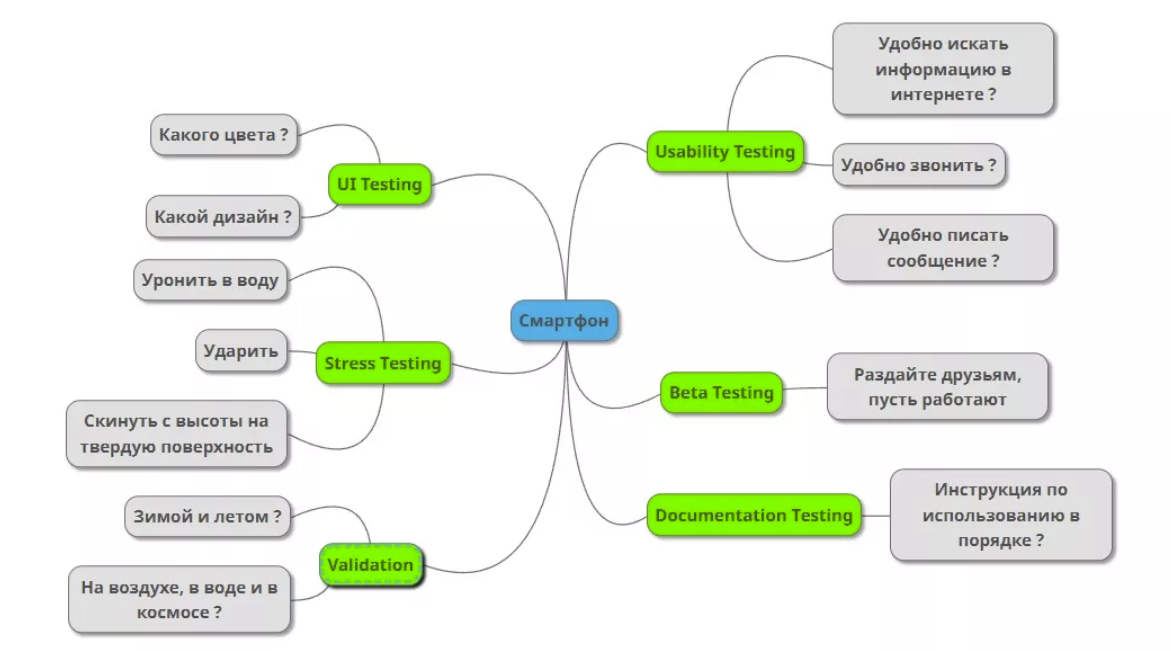 Смартфон
UI Testing
Какого цвета ?
Какой дизайн ?
Stress Testing
Уронить в воду
Ударить
Скинуть с высоты на
твердую поверхность
Validation
Зимой и летом ?
На воздухе, в воде и в
космосе ?
Usability Testing
Удобно искать
информацию в
интернете ?
Удобно звонить ?
Удобно писать
сообщение ?
Beta Testing
Раздайте друзьям,
пусть работают
Documentation Testing
Инструкция по
использованию в
порядке ?